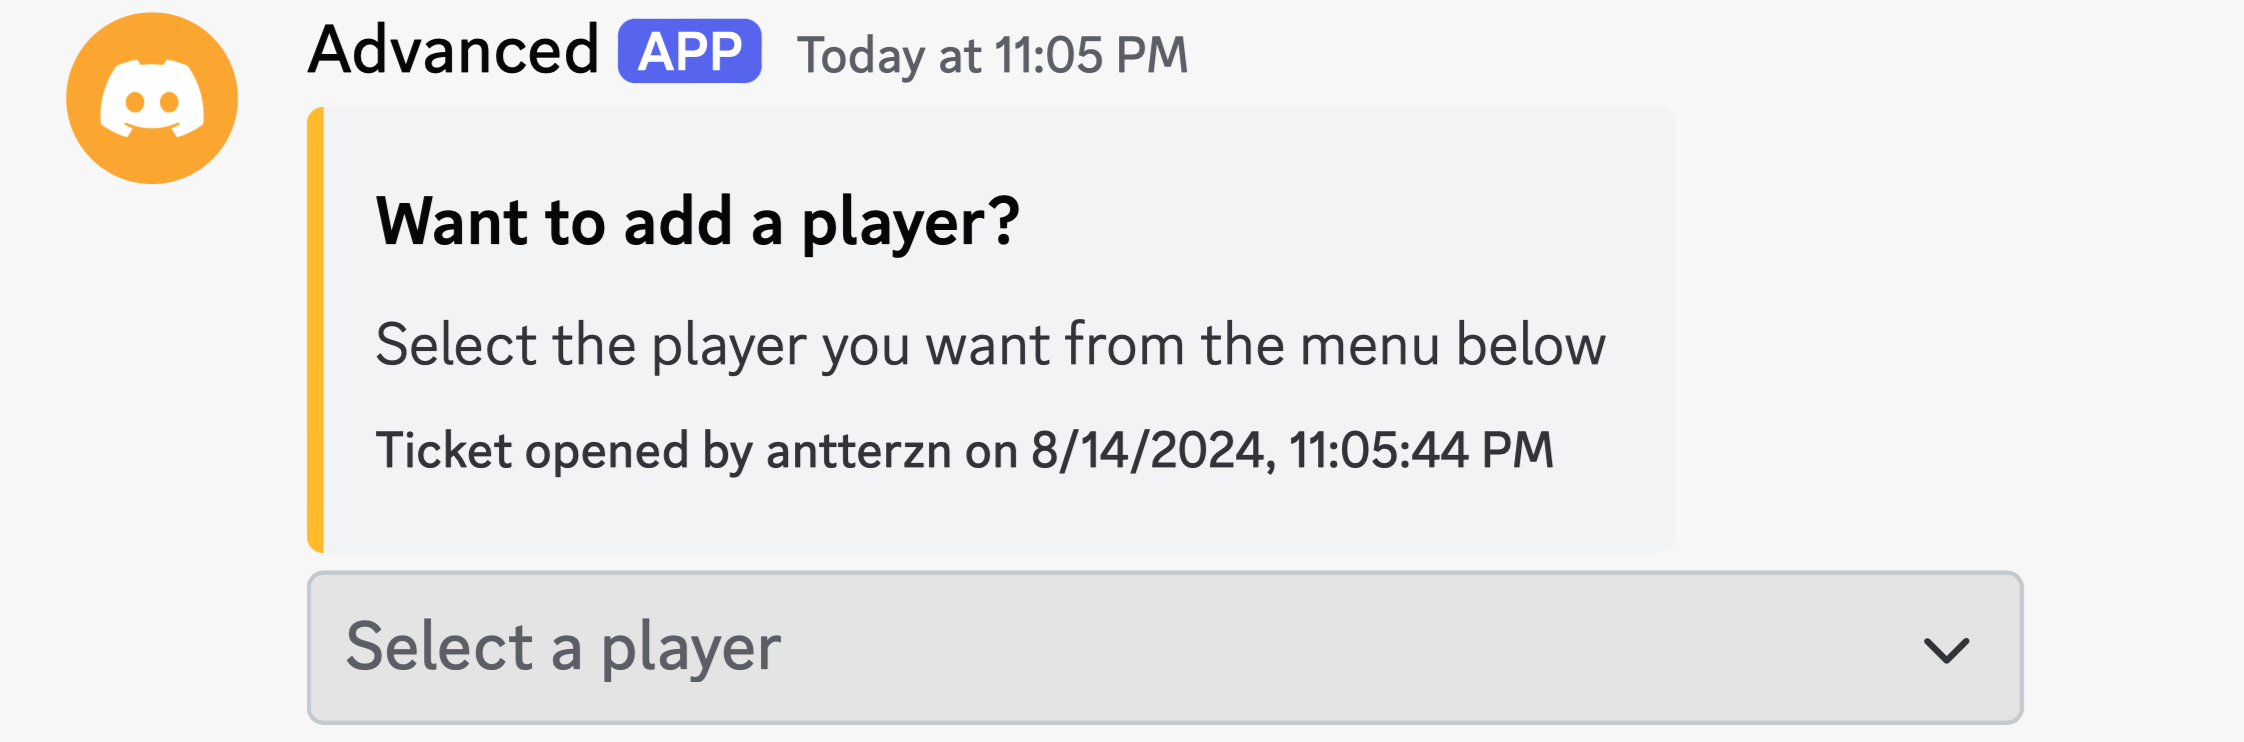 Advanced APP Today at 11:05 PM
Want to add a player?
Select the player you want from the menu below
Ticket opened by antterzn on 8/14/2024, 11:05:44 PM
Select a player